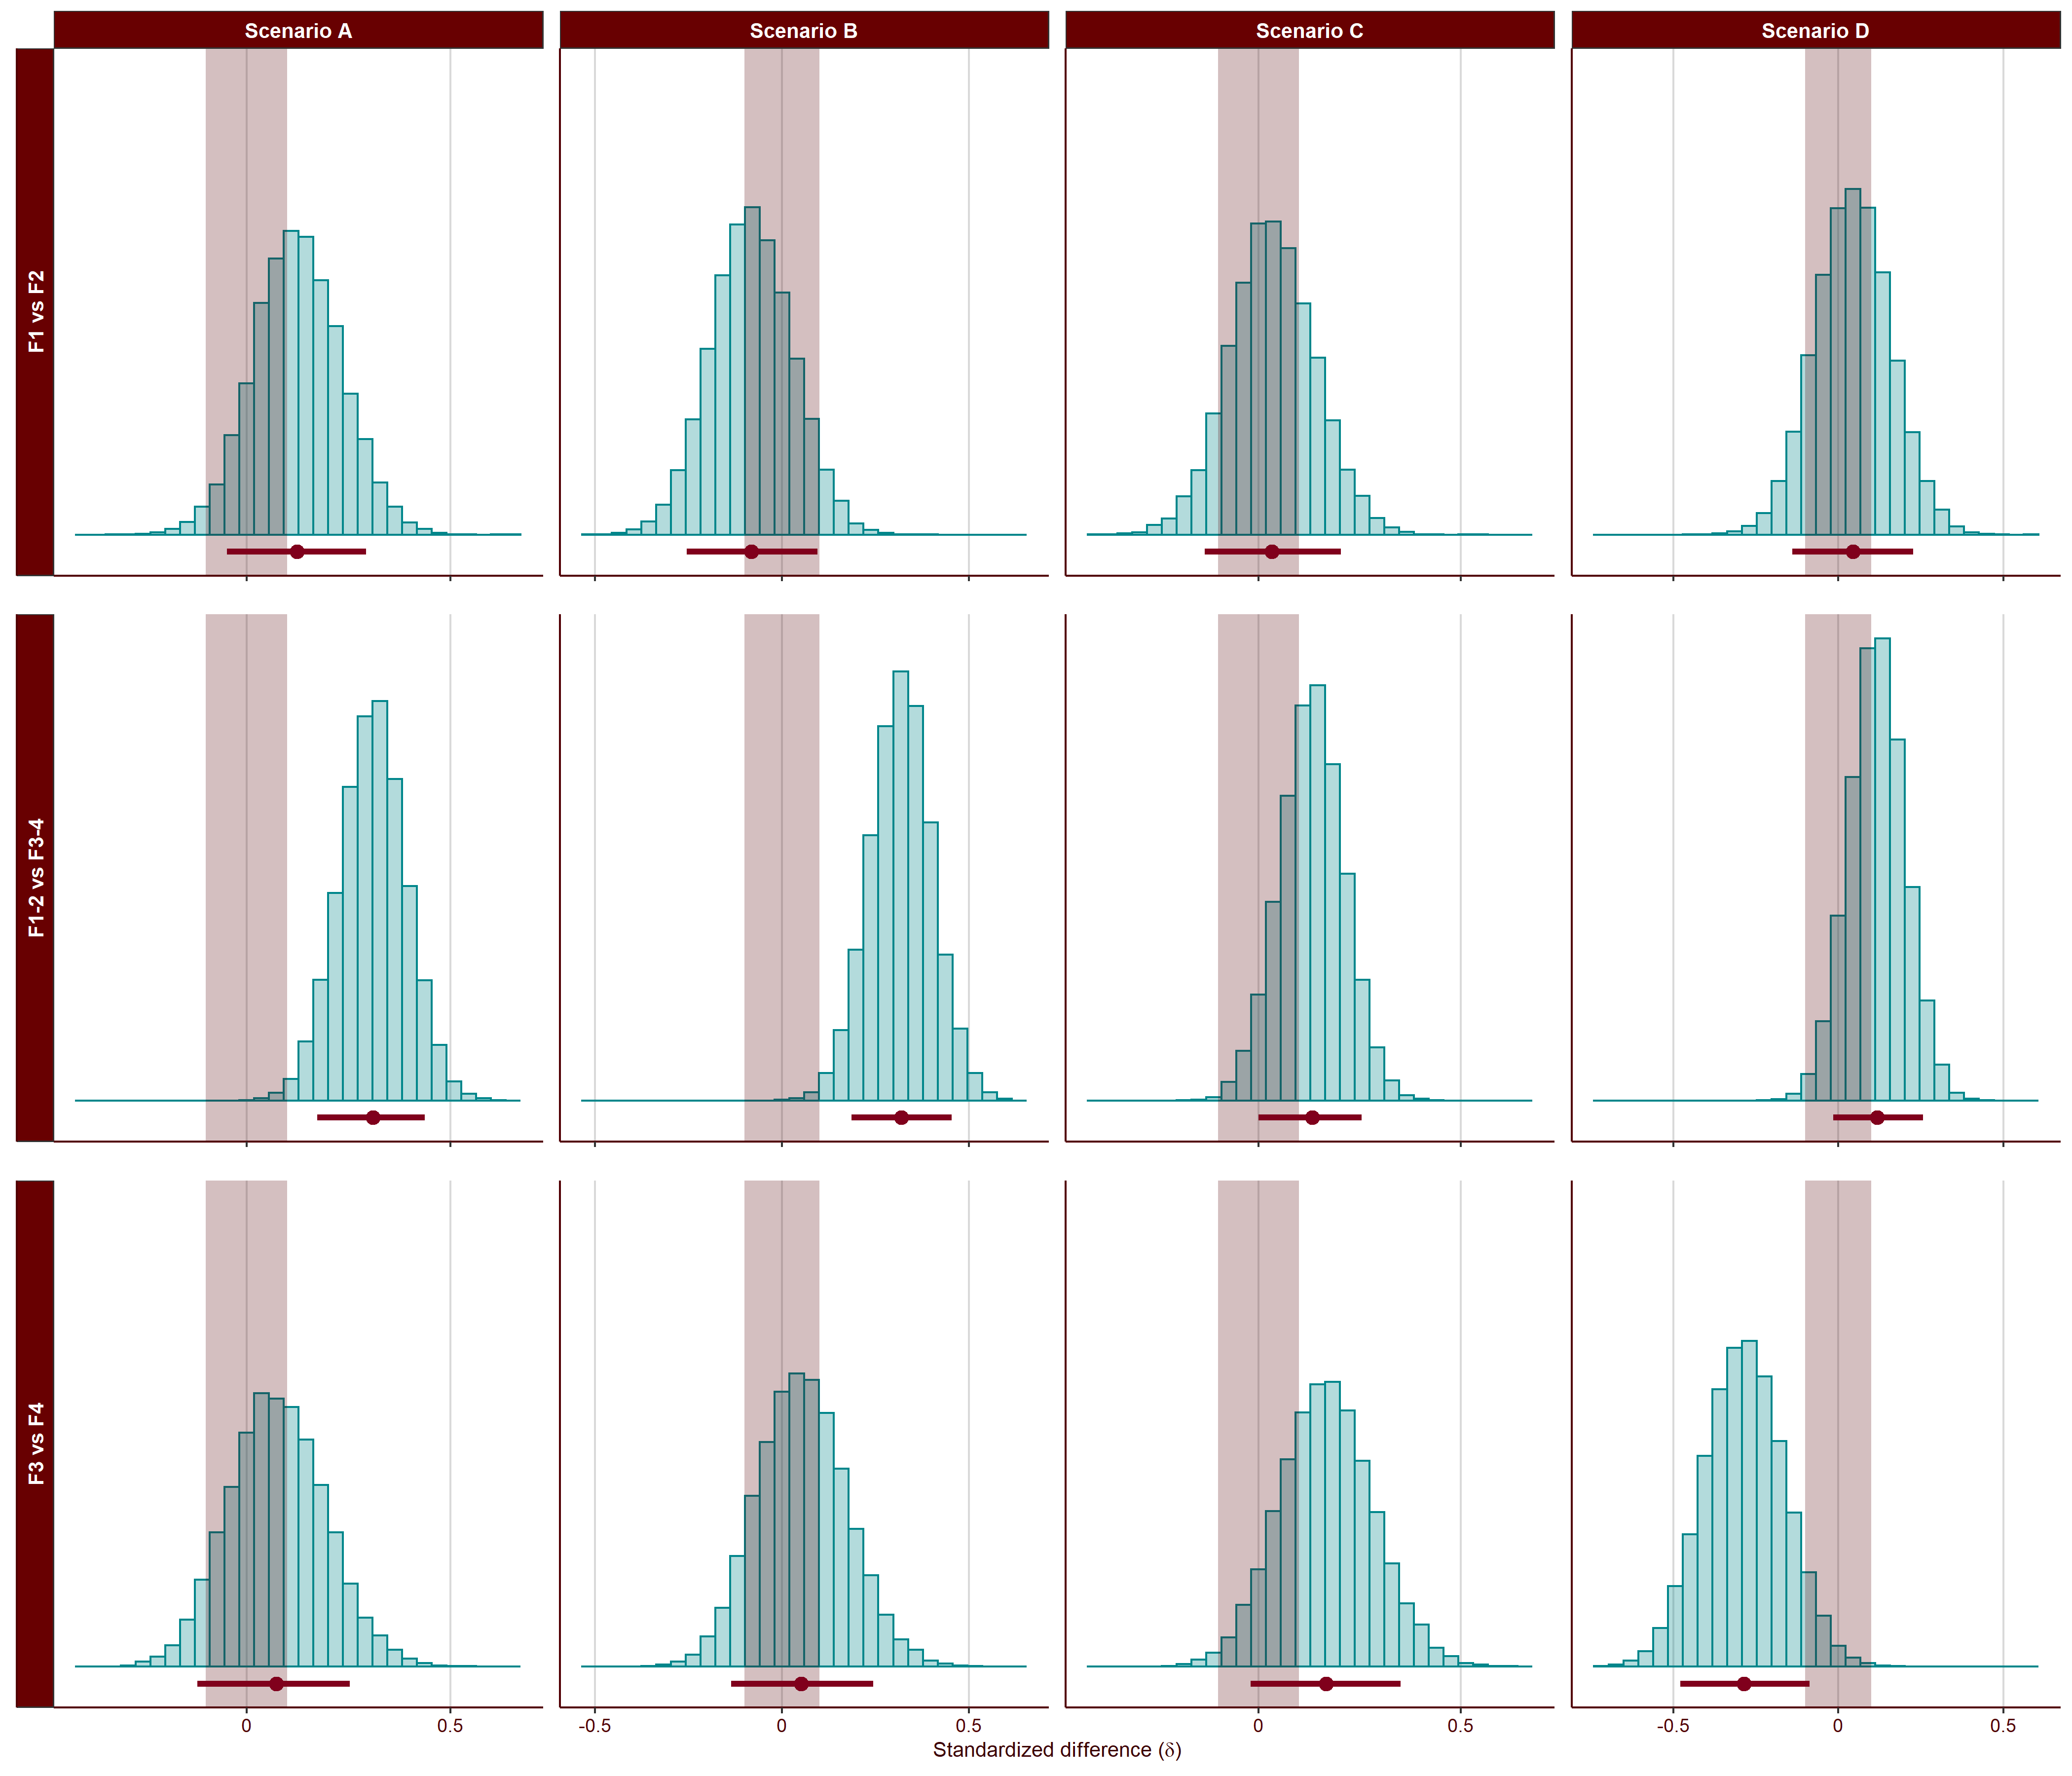 Scenario A
Scenario B
Scenario C
Scenario D
F1 vs F2
F1-2 vs F3-4
F3 vs F4
0 0.5
-0.5 0 0.5
0 0.5
-0.5 0 0.5
Standardized difference (δ)